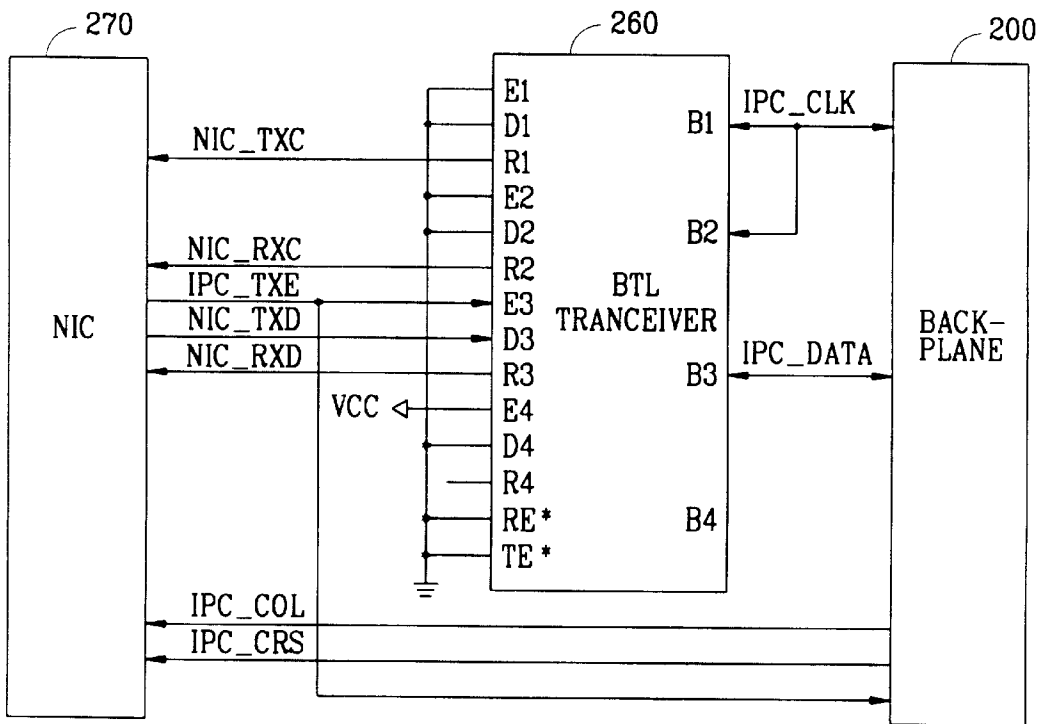 270
260
200
E1
IPC_CLK
D1
B1
NIC_TXC
R1
E2
D2
B2
NIC_RXC
R2
IPC_TXE
E3
BTL
TRANCEIVER
NIC
NIC_TXD
D3
BACK-
PLANE
NIC_RXD
R3
B3
IPC_DATA
VCC
E4
D4
R4
RE*
B4
TE*
IPC_COL
IPC_CRS